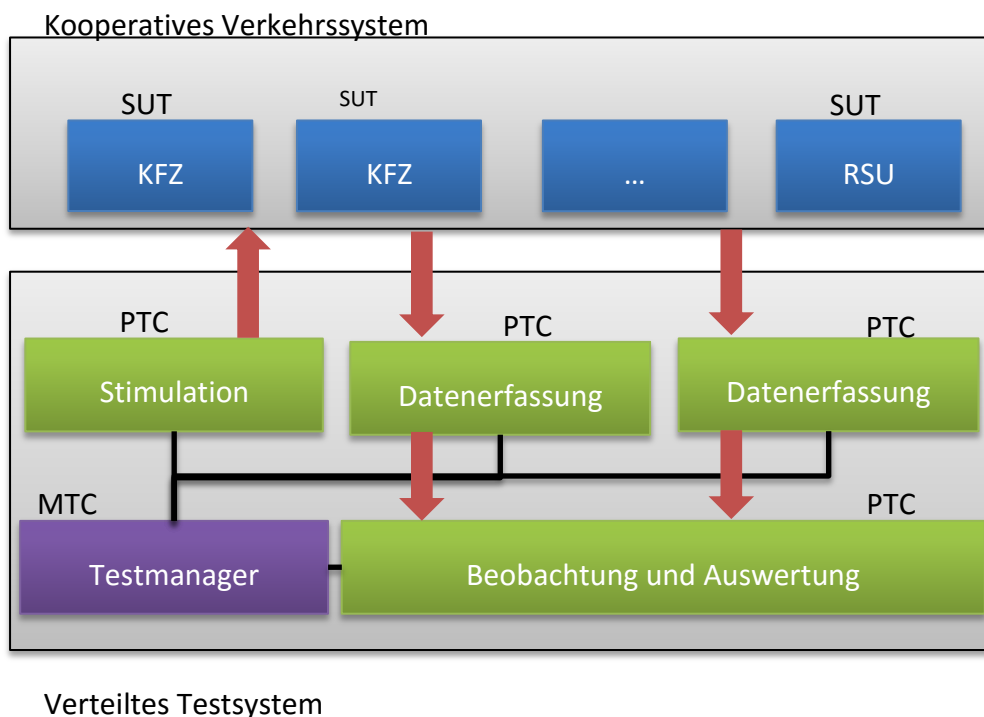 Kooperatives Verkehrssystem
SUT
SUT
SUT
KFZ
KFZ
...
RSU
PTC
PTC
PTC
Stimulation
Datenerfassung
Datenerfassung
MTC
PTC
Testmanager
Beobachtung und Auswertung
Verteiltes Testsystem